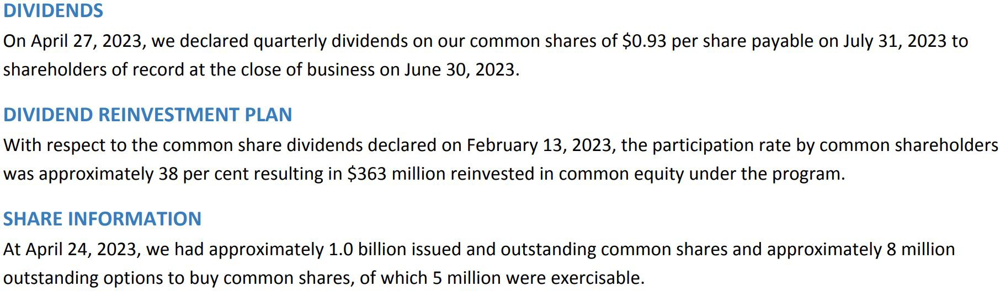 DIVIDENDS
On April 27, 2023, we declared quarterly dividends on our common shares of $0.93 per share payable on July 31, 2023 to
shareholders of record at the close of business on June 30, 2023.
DIVIDEND REINVESTMENT PLAN
With respect to the common share dividends declared on February 13, 2023, the participation rate by common shareholders
was approximately 38 per cent resulting in $363 million reinvested in common equity under the program.
SHARE INFORMATION
At April 24, 2023, we had approximately 1.0 billion issued and outstanding common shares and approximately 8 million
outstanding options to buy common shares, of which 5 million were exercisable.